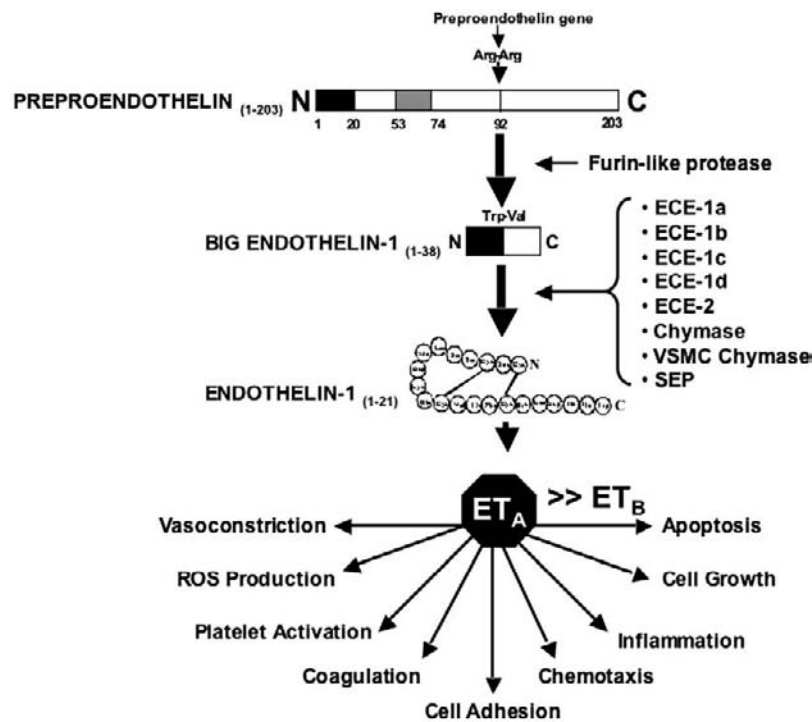 Preproendothelin gene
Arg-Arg
PREPROENDOTHELIN (1-203) N C
1 20 53 74 92 203
Furin-like protease
Trp-Val
BIG ENDOTHELIN-1 (1-38) N C
• ECE-1a
• ECE-1b
• ECE-1c
• ECE-1d
• ECE-2
• Chymase
• VSMC Chymase
• SEP
N
ENDOTHELIN-1 (1-21)
C
ETA >> ETB
Vasoconstriction
Apoptosis
ROS Production
Cell Growth
Platelet Activation
Inflammation
Coagulation
Chemotaxis
Cell Adhesion